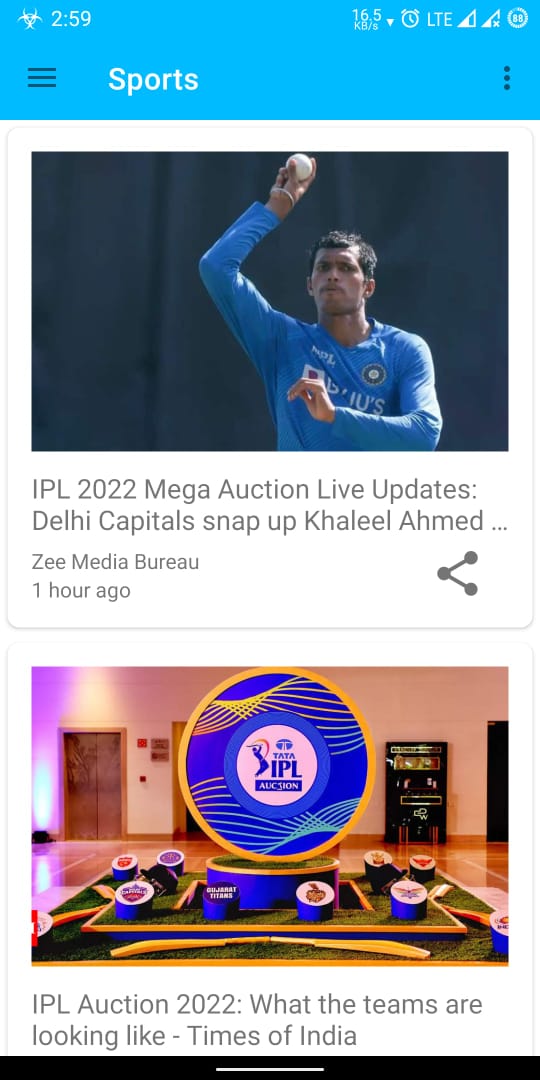 2:59
16.5
KB/s
LTE
88
Sports
BYJU'S
IPL 2022 Mega Auction Live Updates:
Delhi Capitals snap up Khaleel Ahmed ...
Zee Media Bureau
1 hour ago
TATA
IPL
AUCTION
GUJARAT
TITANS
IPL Auction 2022: What the teams are
looking like - Times of India